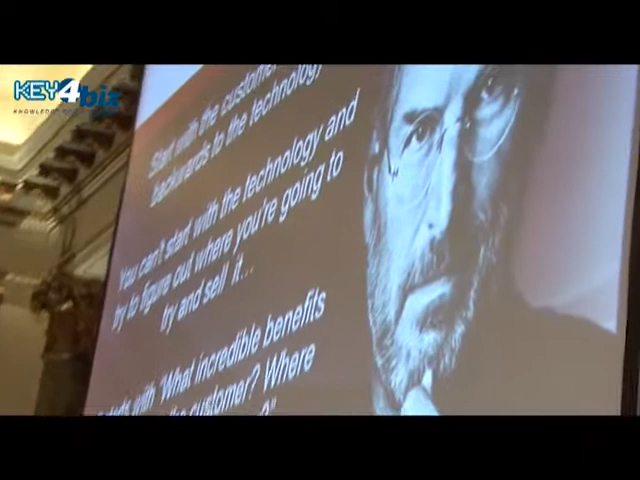 KEY4biz
Start with the customer
backwards to the technology
You can't start with the technology and
try to figure out where you're going to
try and sell it...
with "What incredible benefits
customer? Where
?"